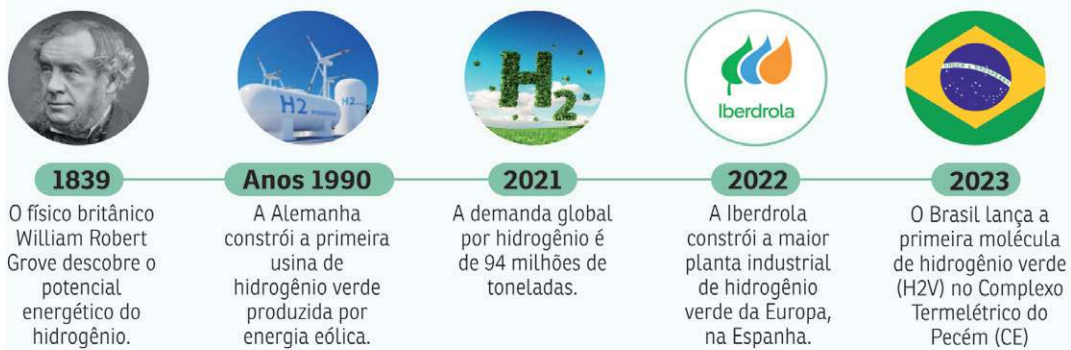 H2
HYDROGEN
H2
Iberdrola
1839
O físico britânico
William Robert
Grove descobre o
potencial
energético do
hidrogênio.
Anos 1990
A Alemanha
constrói a primeira
usina de
hidrogênio verde
produzida por
energia eólica.
2021
A demanda global
por hidrogênio é
de 94 milhões de
toneladas.
2022
A Iberdrola
constrói a maior
planta industrial
de hidrogênio
verde da Europa,
na Espanha.
2023
O Brasil lança a
primeira molécula
de hidrogênio verde
(H2V) no Complexo
Termelétrico do
Pecém (CE)